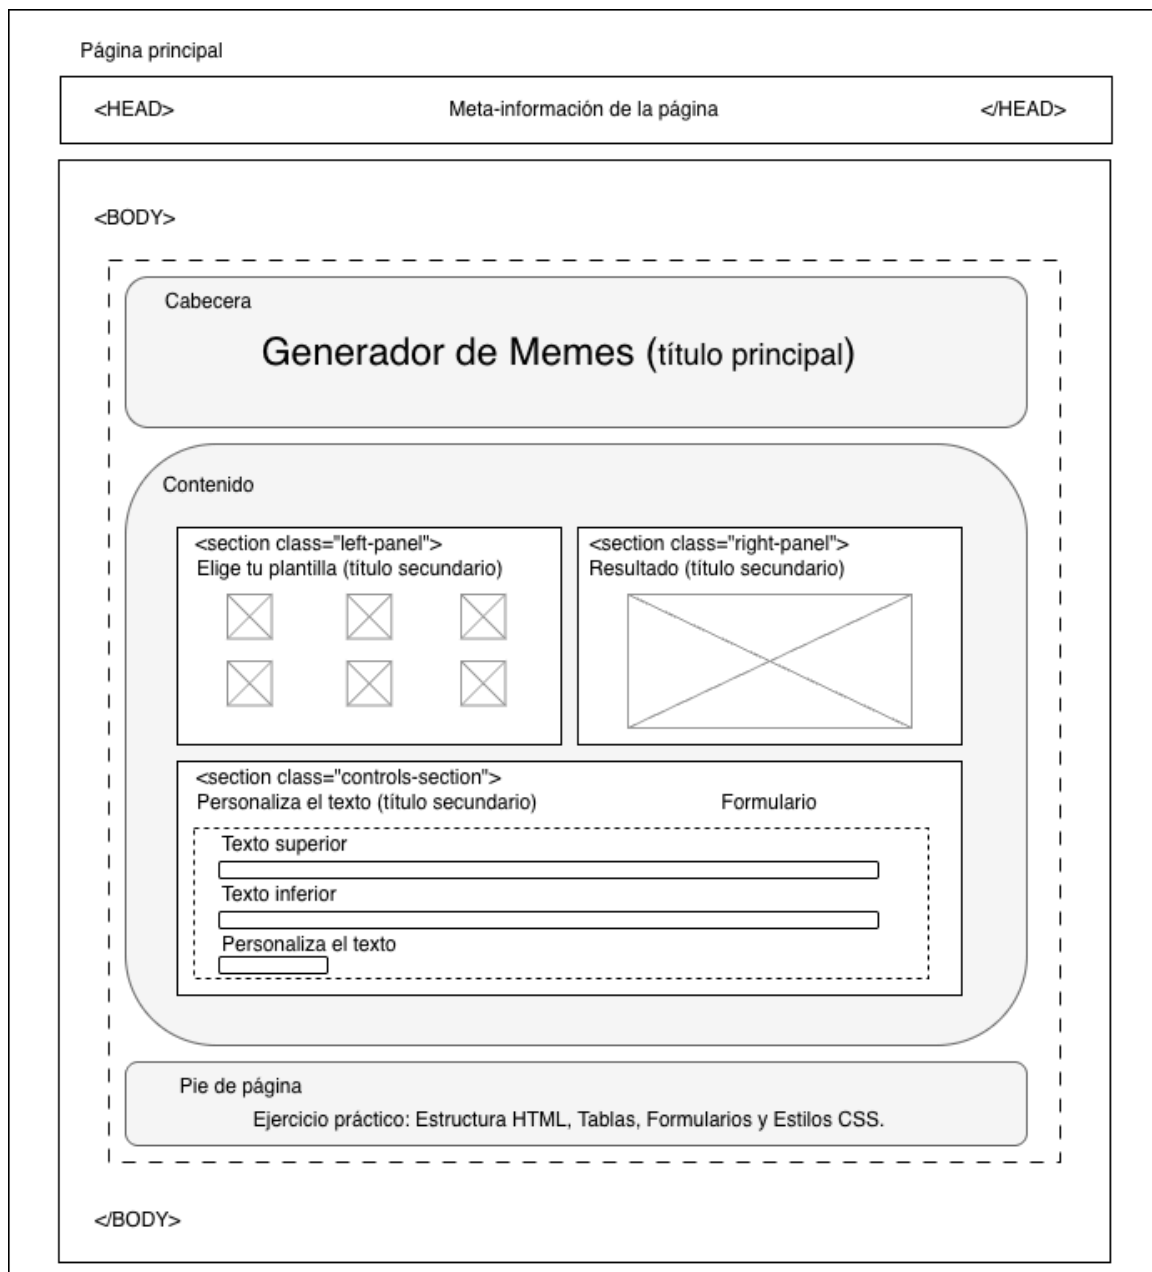 Página principal
<HEAD> Meta-información de la página </HEAD>
<BODY>
Cabecera
Generador de Memes (título principal)
Contenido
<section class="left-panel">
Elige tu plantilla (título secundario)
<section class="right-panel">
Resultado (título secundario)
<section class="controls-section">
Personaliza el texto (título secundario) Formulario
Texto superior
Texto inferior
Personaliza el texto
Pie de página
Ejercicio práctico: Estructura HTML, Tablas, Formularios y Estilos CSS.
</BODY>